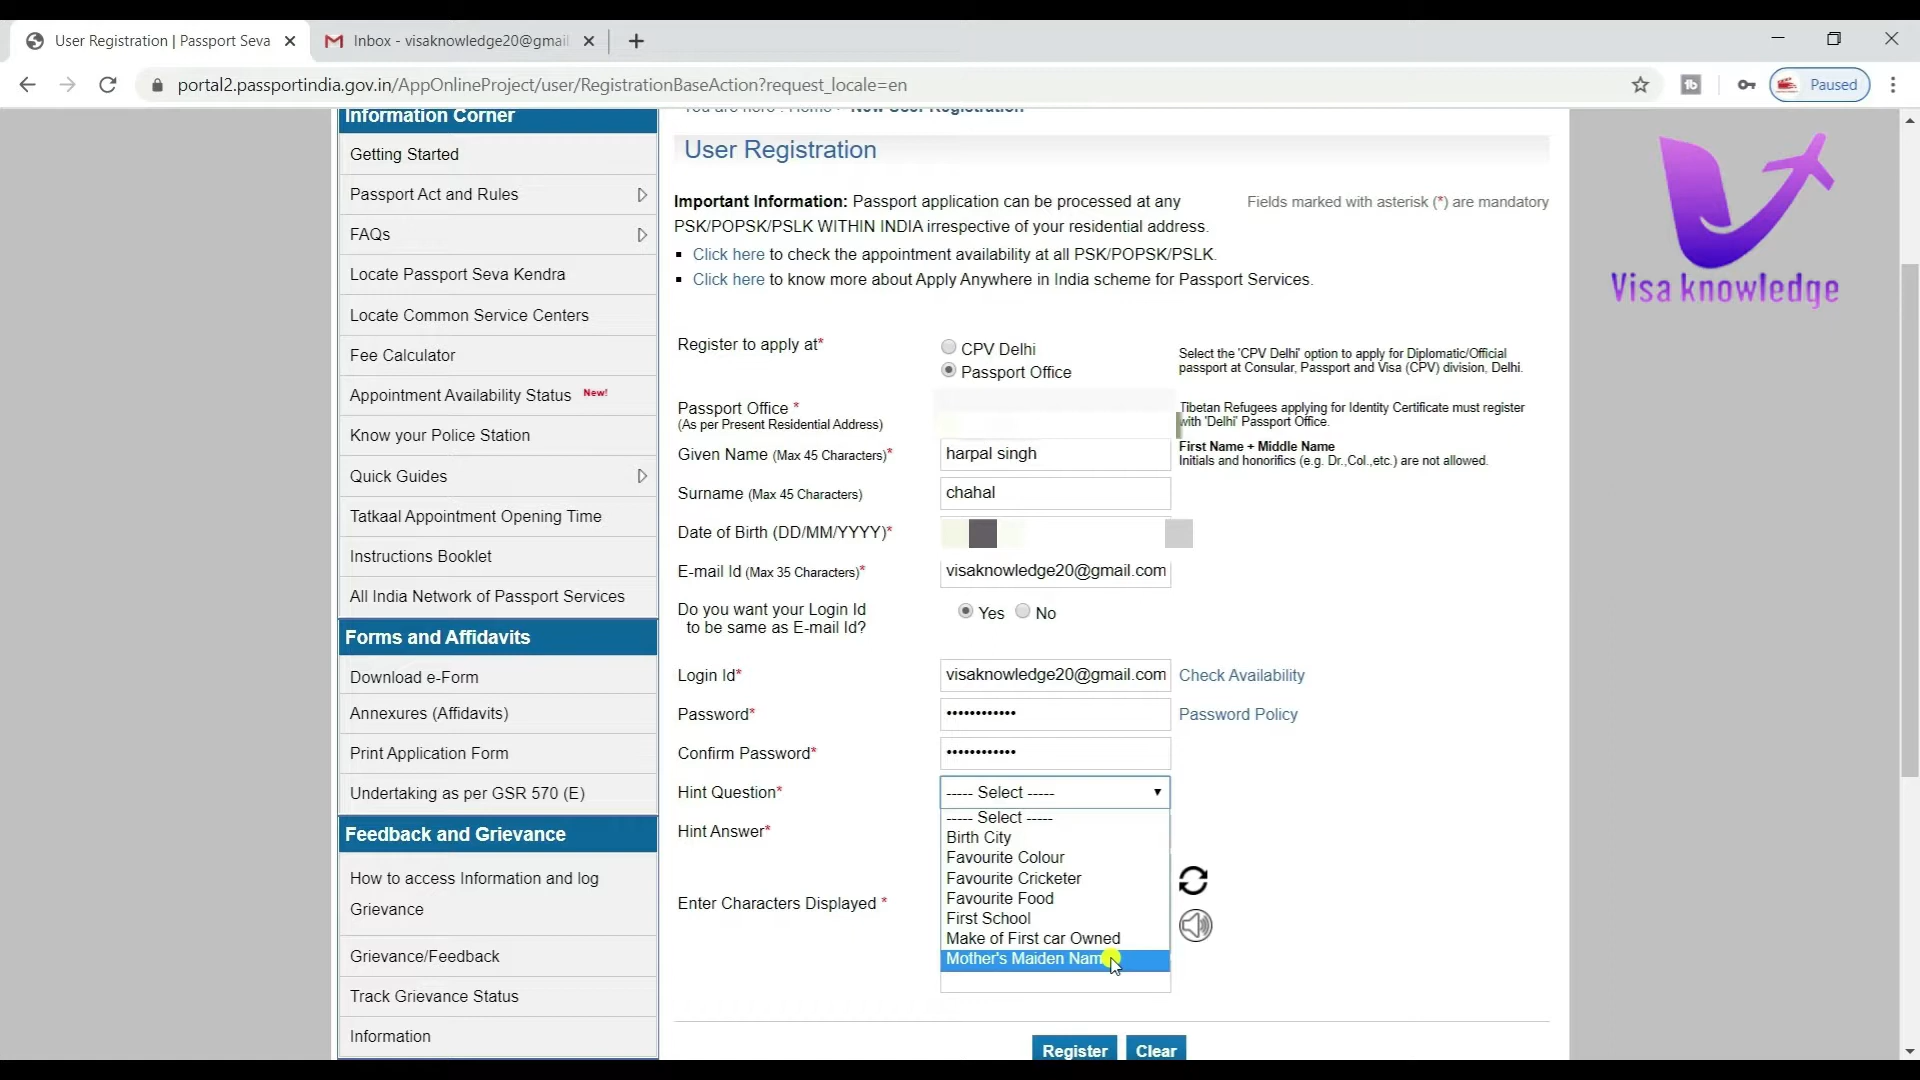 User Registration | Passport Seva
Inbox - visaknowledge20@gmail
portal2.passportindia.gov.in/AppOnlineProject/user/RegistrationBaseAction?request_locale=en
Paused
You are here : Home > New User Registration
Information Corner
Getting Started
Passport Act and Rules
FAQs
Locate Passport Seva Kendra
Locate Common Service Centers
Fee Calculator
Appointment Availability Status New!
Know your Police Station
Quick Guides
Tatkaal Appointment Opening Time
Instructions Booklet
All India Network of Passport Services
Forms and Affidavits
Download e-Form
Annexures (Affidavits)
Print Application Form
Undertaking as per GSR 570 (E)
Feedback and Grievance
How to access Information and log
Grievance
Grievance/Feedback
Track Grievance Status
Information
User Registration
Important Information: Passport application can be processed at any
PSK/POPSK/PSLK WITHIN INDIA irrespective of your residential address.
Fields marked with asterisk (*) are mandatory
Click here to check the appointment availability at all PSK/POPSK/PSLK.
Click here to know more about Apply Anywhere in India scheme for Passport Services.
Register to apply at*
CPV Delhi
Passport Office
Select the 'CPV Delhi' option to apply for Diplomatic/Official
passport at Consular, Passport and Visa (CPV) division, Delhi.
Passport Office *
(As per Present Residential Address)
Tibetan Refugees applying for Identity Certificate must register
with 'Delhi' Passport Office.
Given Name (Max 45 Characters)*
harpal singh
First Name + Middle Name
Initials and honorifics (e.g. Dr.,Col.,etc.) are not allowed.
Surname (Max 45 Characters)
chahal
Date of Birth (DD/MM/YYYY)*
E-mail Id (Max 35 Characters)*
visaknowledge20@gmail.com
Do you want your Login Id
to be same as E-mail Id?
Yes No
Login Id*
visaknowledge20@gmail.com
Check Availability
Password*
••••••••••••
Password Policy
Confirm Password*
••••••••••••
Hint Question*
----- Select -----
----- Select -----
Birth City
Favourite Colour
Favourite Cricketer
Favourite Food
First School
Make of First car Owned
Mother's Maiden Name
Hint Answer*
Enter Characters Displayed *
Register
Clear
Visa knowledge